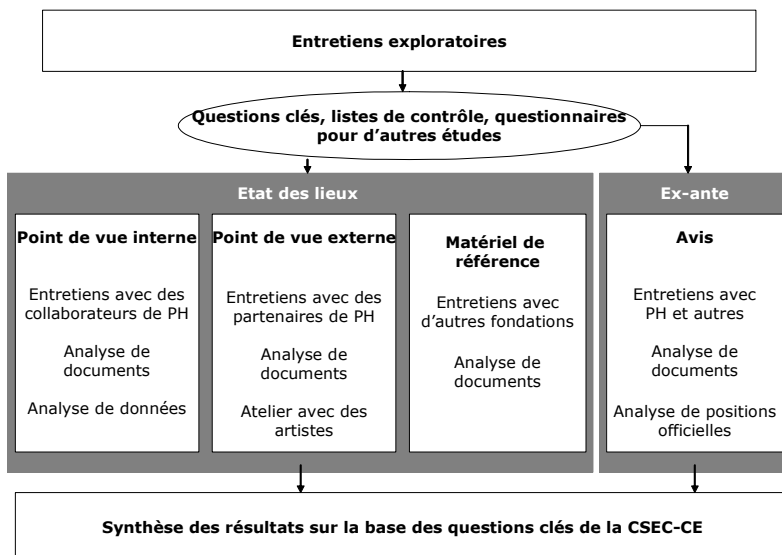 Entretiens exploratoires
Questions clés, listes de contrôle, questionnaires
pour d'autres études
Etat des lieux
Point de vue interne
Entretiens avec des
collaborateurs de PH
Analyse de
documents
Analyse de données
Point de vue externe
Entretiens avec des
partenaires de PH
Analyse de
documents
Atelier avec des
artistes
Matériel de
référence
Entretiens avec
d'autres fondations
Analyse de
documents
Ex-ante
Avis
Entretiens avec
PH et autres
Analyse de
documents
Analyse de positions
officielles
Synthèse des résultats sur la base des questions clés de la CSEC-CE